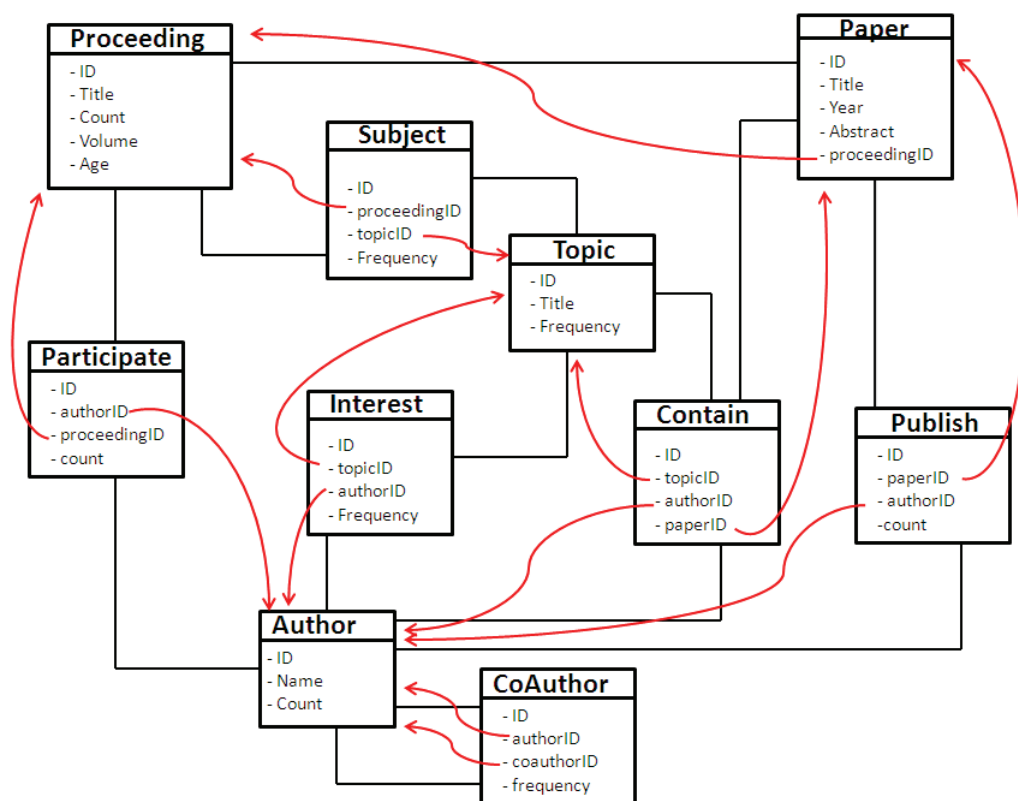 Proceeding
- ID
- Title
- Count
- Volume
- Age
Paper
- ID
- Title
- Year
- Abstract
- proceedingID
Subject
- ID
- proceedingID
- topicID
- Frequency
Topic
- ID
- Title
- Frequency
Participate
- ID
- authorID
- proceedingID
- count
Interest
- ID
- topicID
- authorID
- Frequency
Contain
- ID
- topicID
- authorID
- paperID
Publish
- ID
- paperID
- authorID
-count
Author
- ID
- Name
- Count
CoAuthor
- ID
- authorID
- coauthorID
- frequency